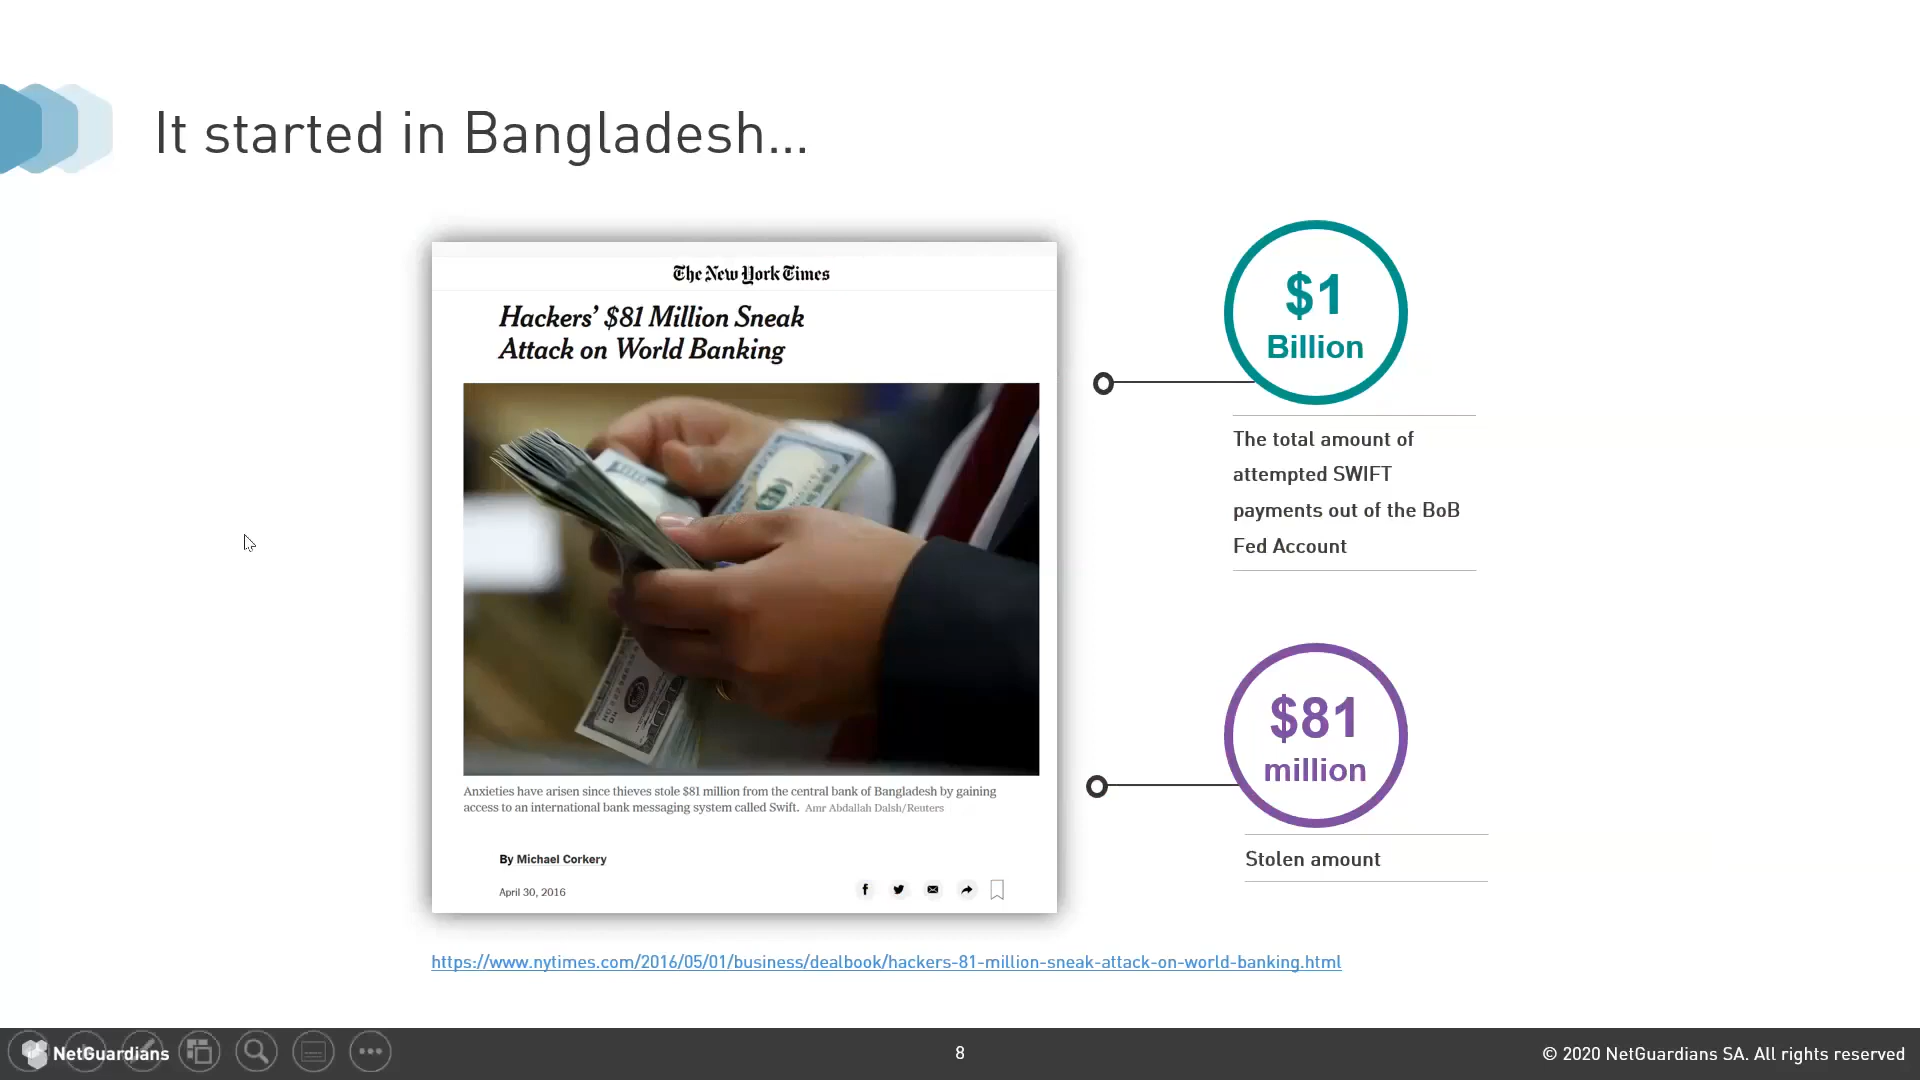 It started in Bangladesh...
The New York Times
Hackers’ $81 Million Sneak
Attack on World Banking
Anxieties have arisen since thieves stole $81 million from the central bank of Bangladesh by gaining
access to an international bank messaging system called Swift. Amr Abdallah Dalsh/Reuters
By Michael Corkery
April 30, 2016
$1
Billion
The total amount of
attempted SWIFT
payments out of the BoB
Fed Account
$81
million
Stolen amount
https://www.nytimes.com/2016/05/01/business/dealbook/hackers-81-million-sneak-attack-on-world-banking.html
NetGuardians
8
© 2020 NetGuardians SA. All rights reserved